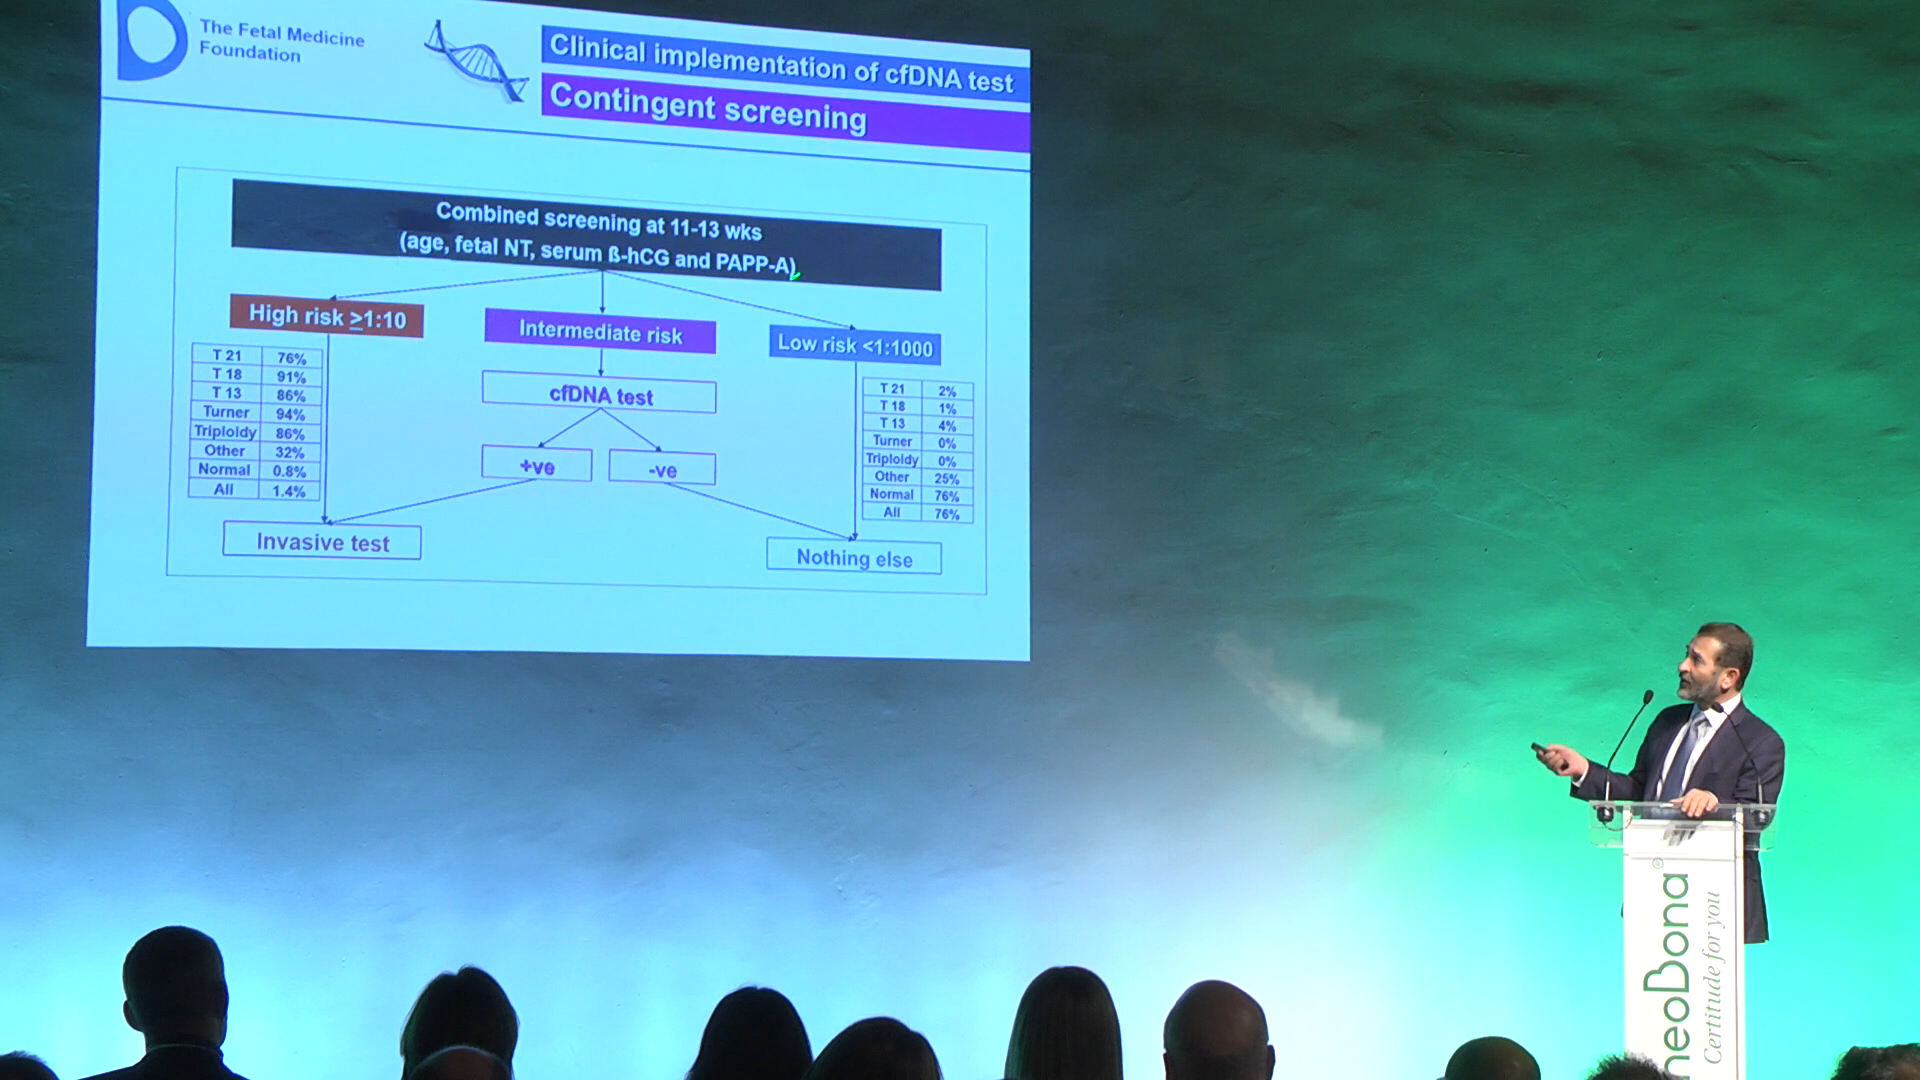 The Fetal Medicine
Foundation
Clinical implementation of cfDNA test
Contingent screening
Combined screening at 11-13 wks
(age, fetal NT, serum ß-hCG and PAPP-A)
High risk ≥1:10
Intermediate risk
Low risk <1:1000
T 21 76%
T 18 91%
T 13 86%
Turner 94%
Triploidy 86%
Other 32%
Normal 0.8%
All 1.4%
cfDNA test
+ve
-ve
T 21 2%
T 18 1%
T 13 4%
Turner 0%
Triploidy 0%
Other 25%
Normal 76%
All 76%
Invasive test
Nothing else
neoBona®
Certitude for you